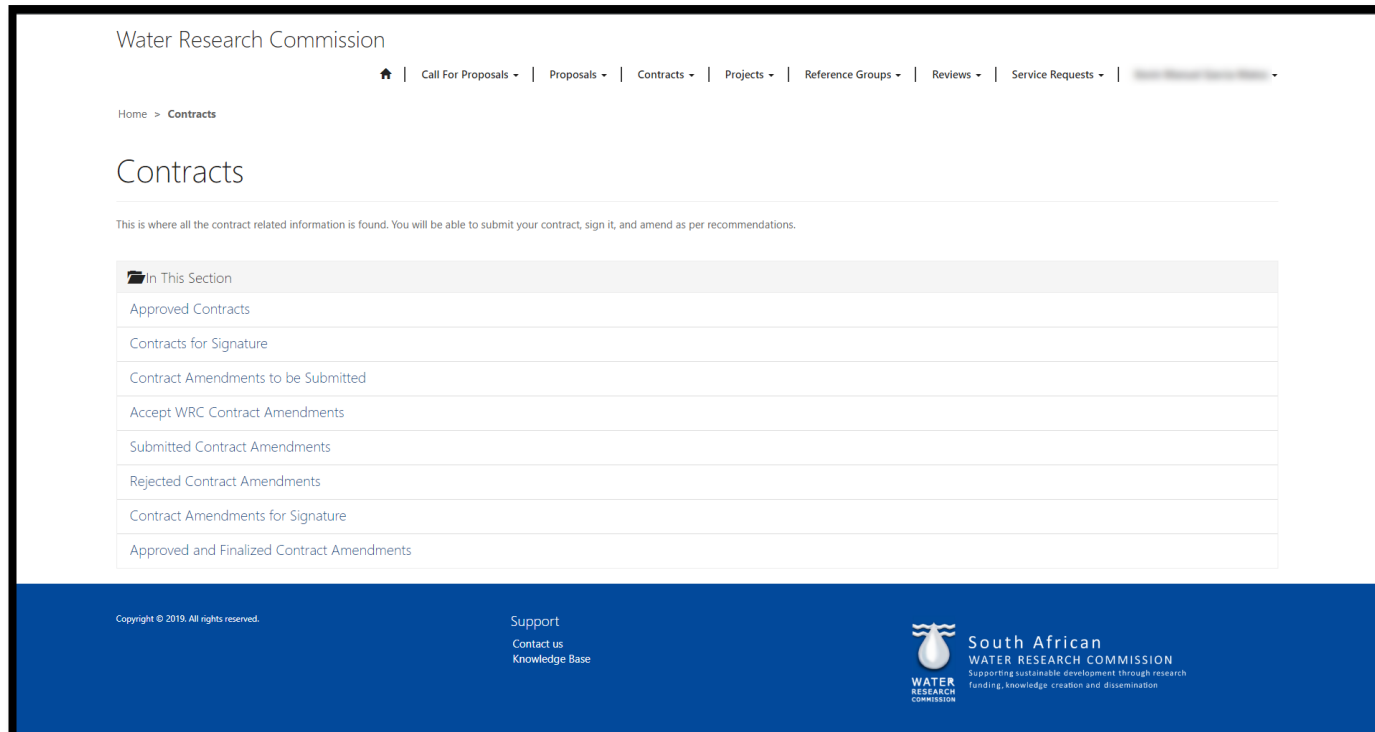 Water Research Commission
Call For Proposals | Proposals | Contracts | Projects | Reference Groups | Reviews | Service Requests |
Home > Contracts
Contracts
This is where all the contract related information is found. You will be able to submit your contract, sign it, and amend as per recommendations.
In This Section
Approved Contracts
Contracts for Signature
Contract Amendments to be Submitted
Accept WRC Contract Amendments
Submitted Contract Amendments
Rejected Contract Amendments
Contract Amendments for Signature
Approved and Finalized Contract Amendments
Copyright © 2019. All rights reserved.
Support
Contact us
Knowledge Base
WATER
RESEARCH
COMMISSION
South African
WATER RESEARCH COMMISSION
Supporting sustainable development through research
funding, knowledge creation and dissemination